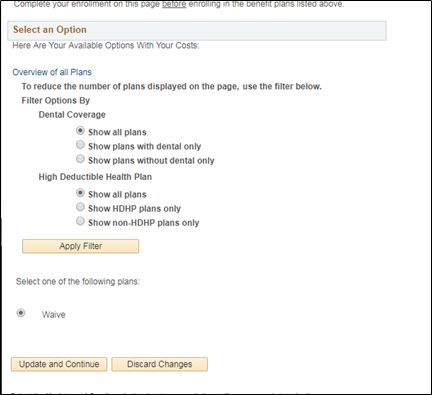 Complete your enrollment on this page before enrolling in the benefit plans listed above.
Select an Option
Here Are Your Available Options With Your Costs:
Overview of all Plans
To reduce the number of plans displayed on the page, use the filter below.
Filter Options By
Dental Coverage
Show all plans
Show plans with dental only
Show plans without dental only
High Deductible Health Plan
Show all plans
Show HDHP plans only
Show non-HDHP plans only
Apply Filter
Select one of the following plans:
Waive
Update and Continue Discard Changes